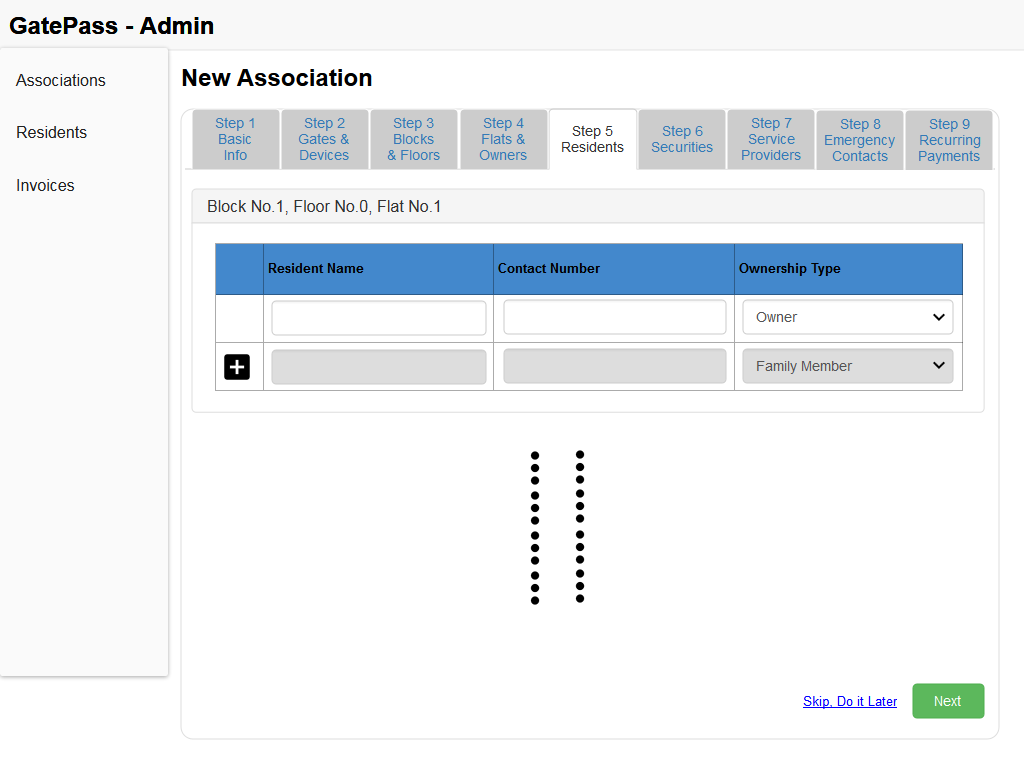 GatePass - Admin
Associations
Residents
Invoices
New Association
Step 1
Basic
Info
Step 2
Gates &
Devices
Step 3
Blocks
& Floors
Step 4
Flats &
Owners
Step 5
Residents
Step 6
Securities
Step 7
Service
Providers
Step 8
Emergency
Contacts
Step 9
Recurring
Payments
Block No.1, Floor No.0, Flat No.1
Resident Name
Contact Number
Ownership Type
Owner
Family Member
Skip, Do it Later
Next